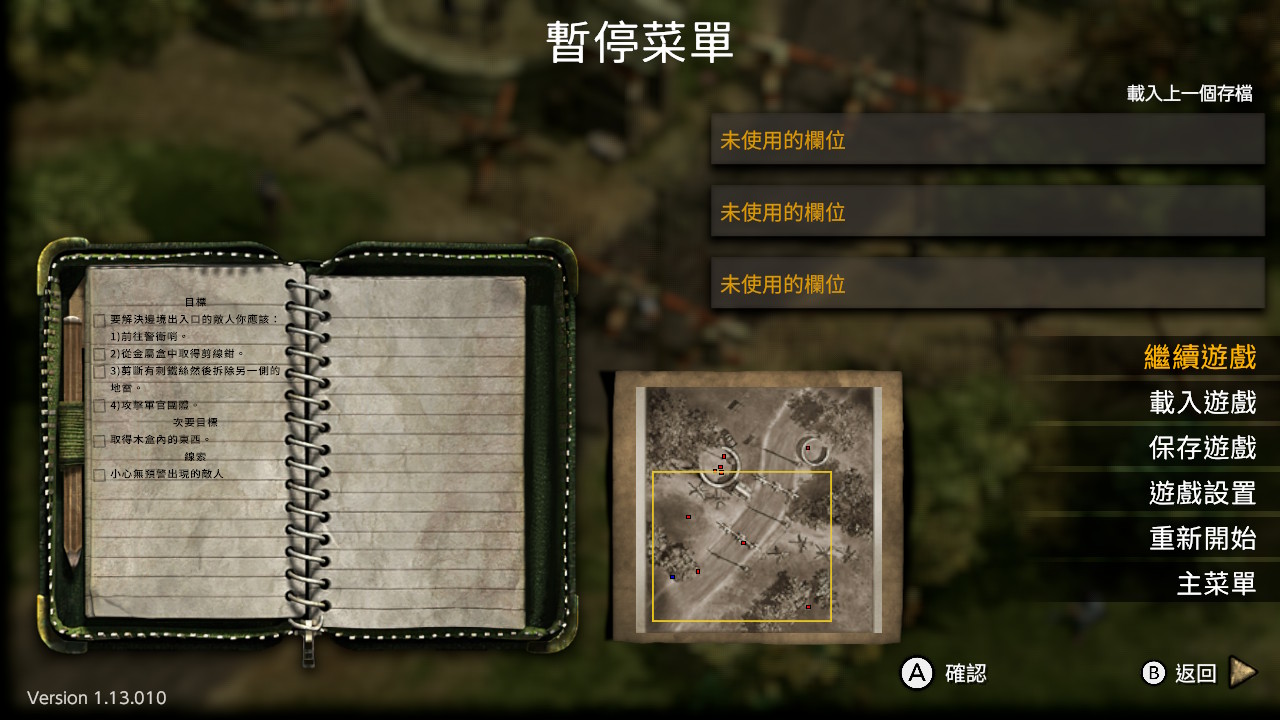 暫停菜單
載入上一個存檔
未使用的欄位
未使用的欄位
未使用的欄位
目標
要解決邊境出入口的敵人你應該：
1)前往警衛哨。
2)從金屬盒中取得剪線鉗。
3)剪斷有刺鐵絲然後拆除另一側的
地雷。
4)攻擊軍官團體。
次要目標
取得木盒內的東西。
線索
小心無預警出現的敵人
繼續遊戲
載入遊戲
保存遊戲
遊戲設置
重新開始
主菜單
A 確認
B 返回
Version 1.13.010